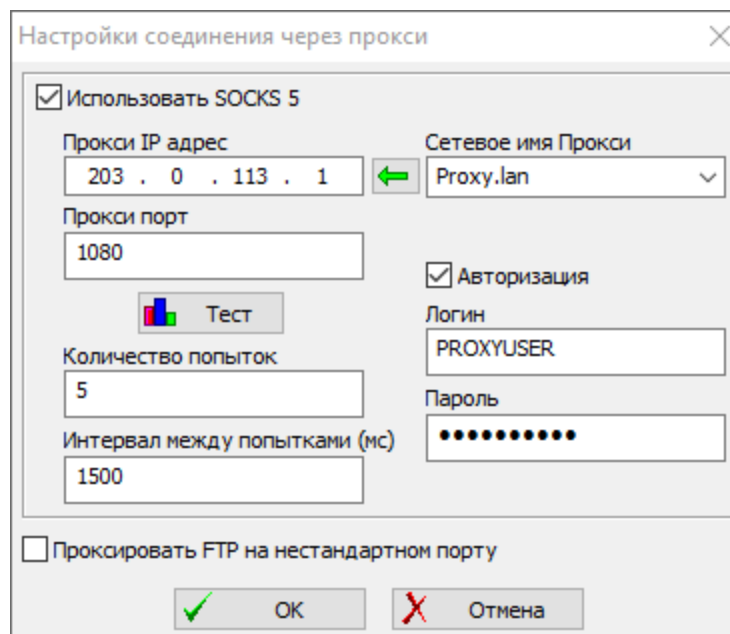 Настройки соединения через прокси
Использовать SOCKS 5
Прокси IP адрес
203 . 0 . 113 . 1
Сетевое имя Прокси
Proxy.lan
Прокси порт
1080
Тест
Авторизация
Логин
PROXYUSER
Количество попыток
5
Пароль
••••••••••
Интервал между попытками (мс)
1500
Проксировать FTP на нестандартном порту
OK
Отмена